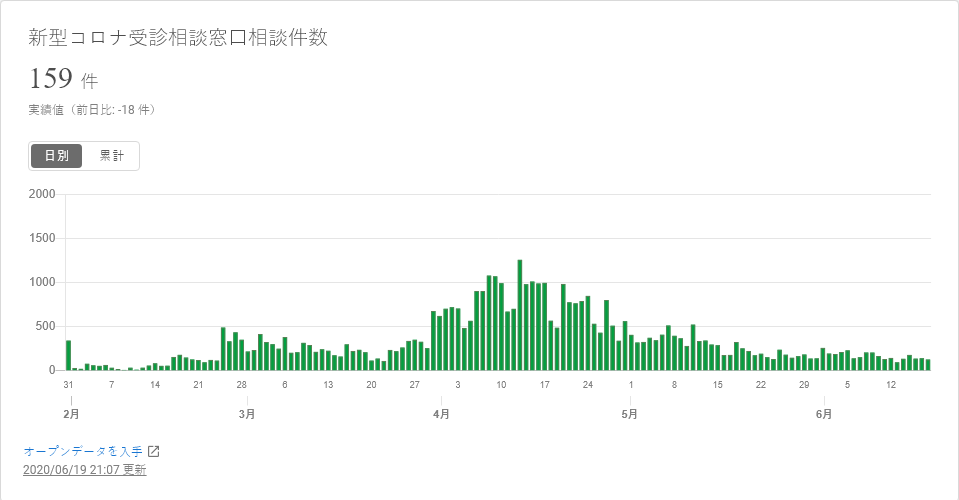 新型コロナ受診相談窓口相談件数
159 件
実績値（前日比: -18 件）
日別 累計
2000
1500
1000
500
0
31 7 14 21 28 6 13 20 27 3 10 17 24 1 8 15 22 29 5 12
2月 3月 4月 5月 6月
オープンデータを入手
2020/06/19 21:07 更新